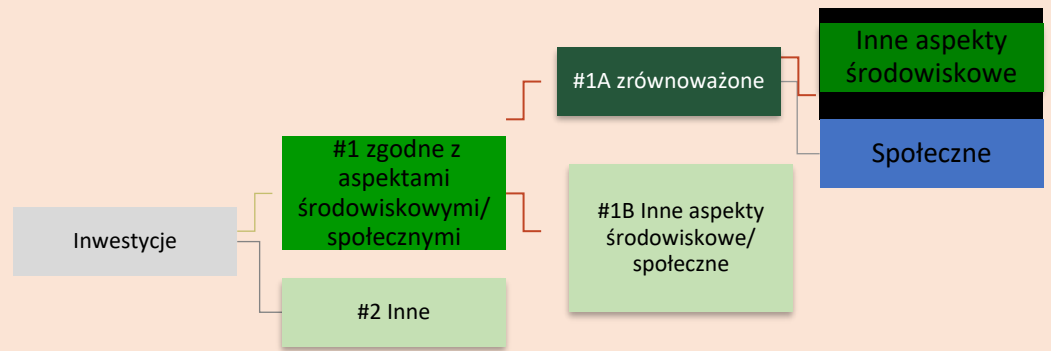 Inwestycje
#1 zgodne z
aspektami
środowiskowymi/
społecznymi
#2 Inne
#1A zrównoważone
#1B Inne aspekty
środowiskowe/
społeczne
Inne aspekty
środowiskowe
Społeczne